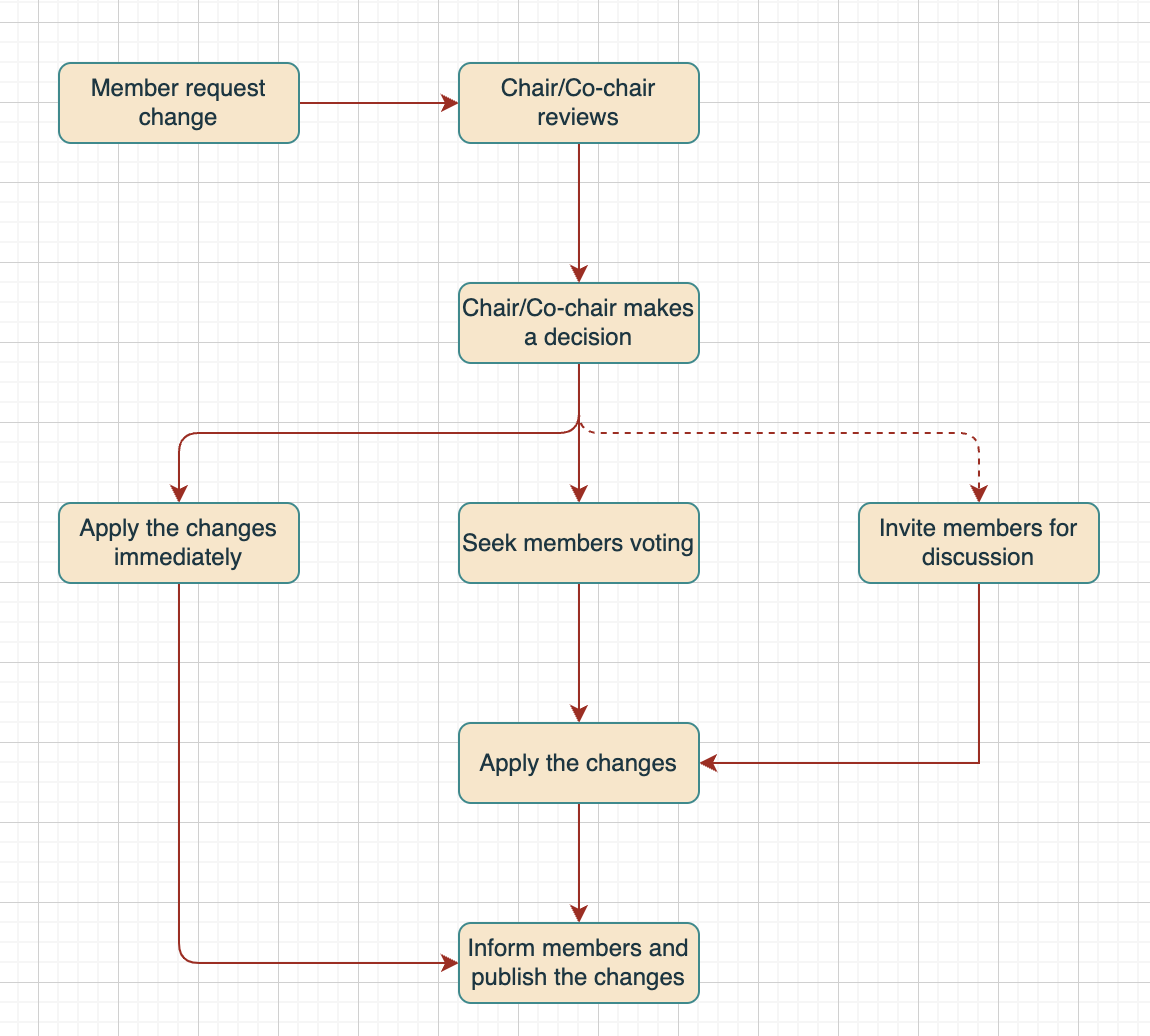 Member request
change
Chair/Co-chair
reviews
Chair/Co-chair makes
a decision
Apply the changes
immediately
Seek members voting
Invite members for
discussion
Apply the changes
Inform members and
publish the changes